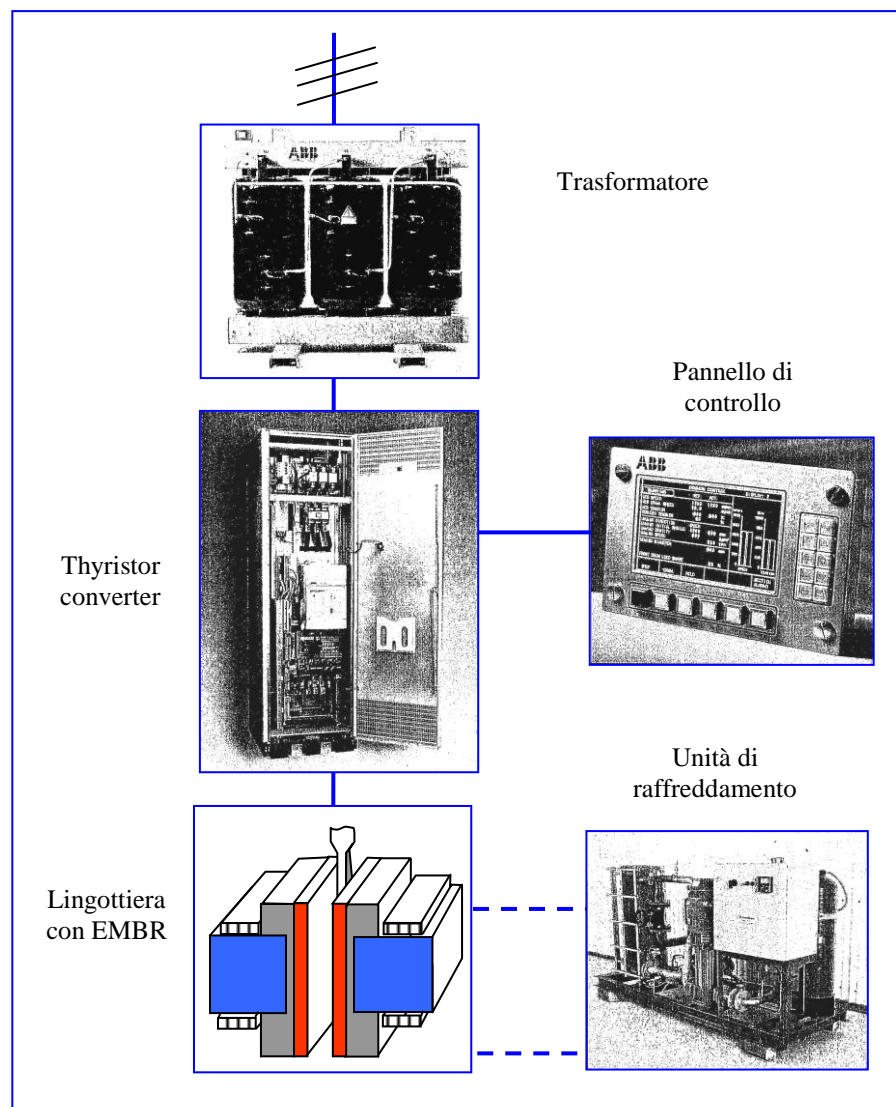 ABB
Trasformatore
Pannello di
controllo
ABB
Thyristor
converter
Unità di
raffreddamento
Lingottiera
con EMBR